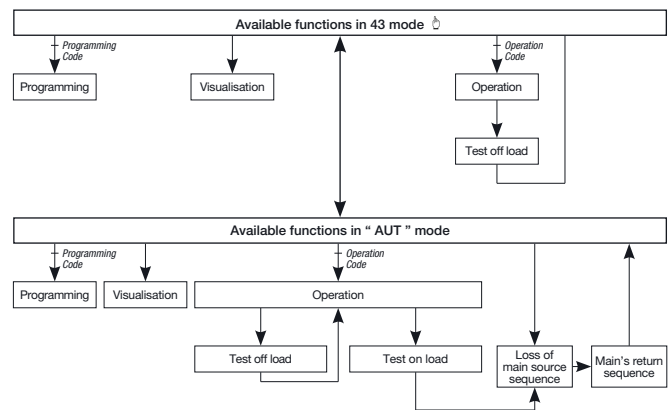 Available functions in 43 mode
Programming
Code
Operation
Code
Programming
Visualisation
Operation
Test off load
Available functions in “ AUT ” mode
Programming
Code
Operation
Code
Programming
Visualisation
Operation
Test off load
Test on load
Loss of
main source
sequence
Main's return
sequence